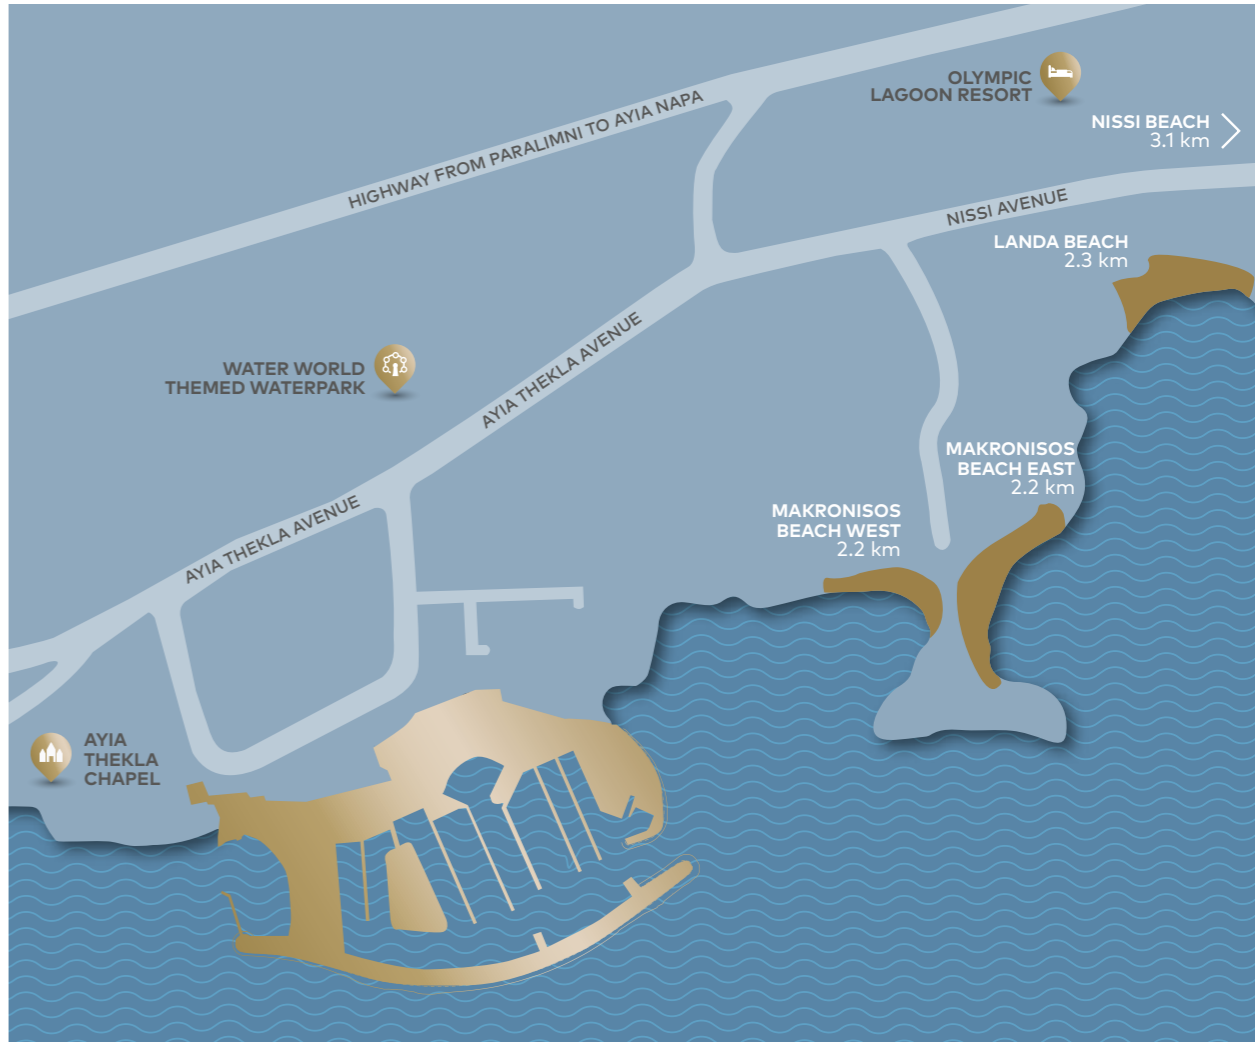 OLYMPIC
LAGOON RESORT
NISSI BEACH
3.1 km
HIGHWAY FROM PARALIMNI TO AYIA NAPA
NISSI AVENUE
LANDA BEACH
2.3 km
WATER WORLD
THEMED WATERPARK
AYIA THEKLA AVENUE
MAKRONISOS
BEACH EAST
2.2 km
MAKRONISOS
BEACH WEST
2.2 km
AYIA THEKLA AVENUE
AYIA
THEKLA
CHAPEL